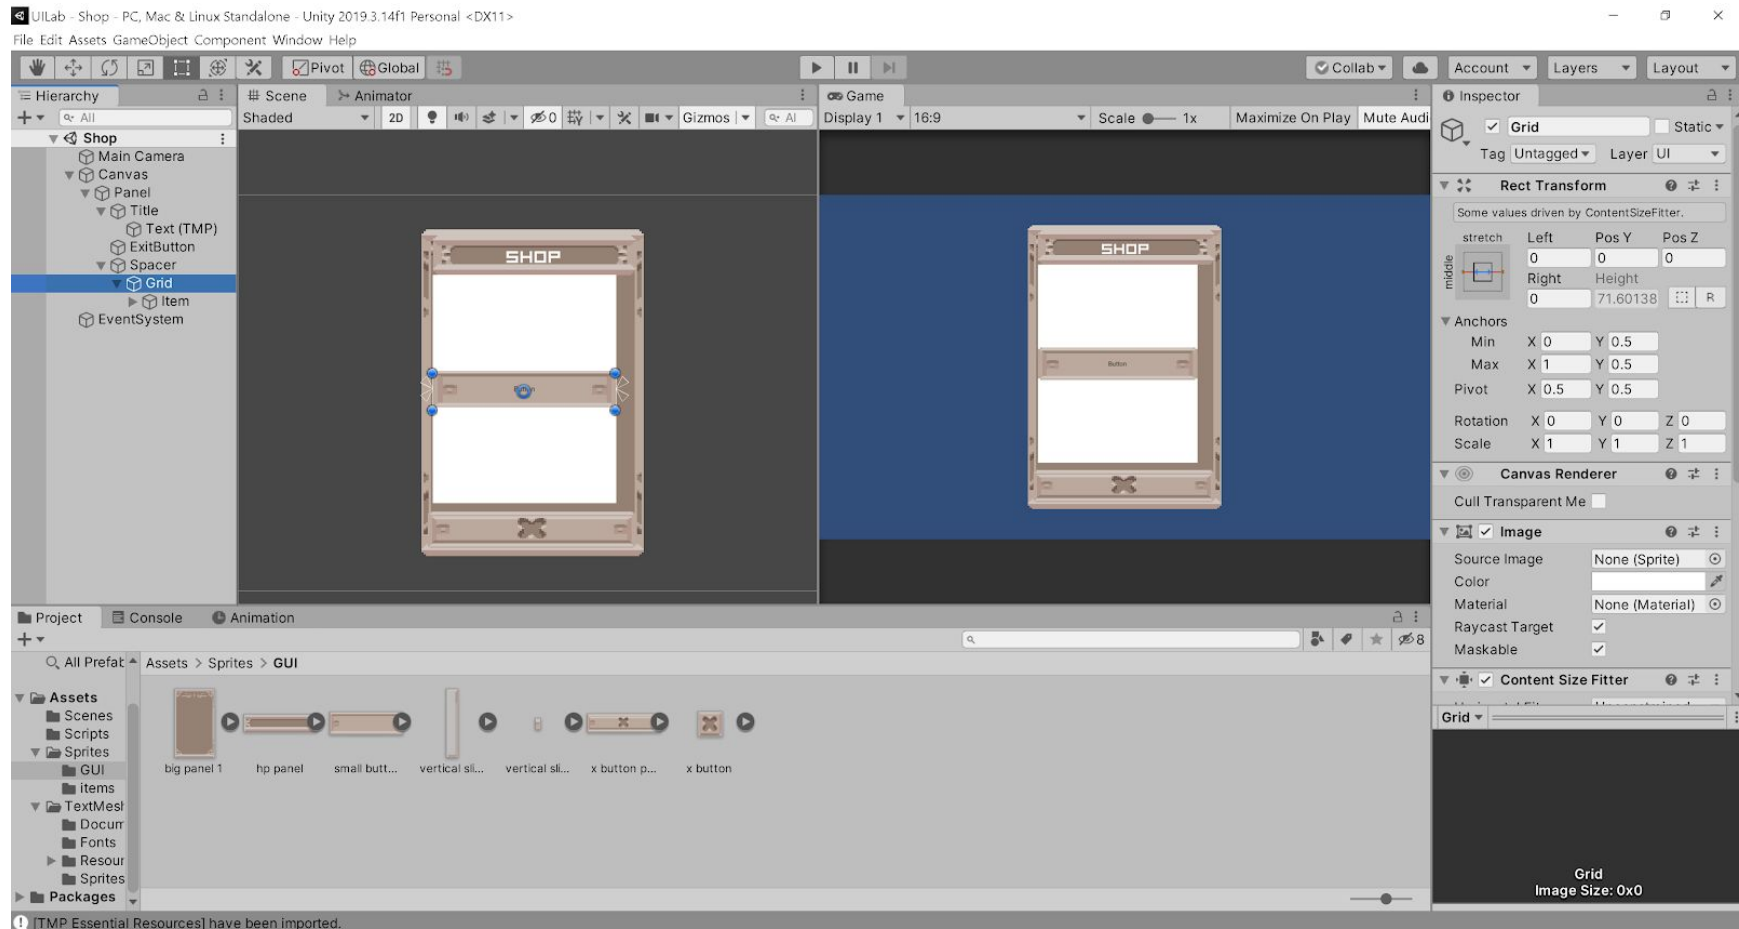 UILab - Shop - PC, Mac & Linux Standalone - Unity 2019.3.14f1 Personal <DX11>
File Edit Assets GameObject Component Window Help
Pivot Global Collab Account Layers Layout
Hierarchy
All
Shop
Main Camera
Canvas
Panel
Title
Text (TMP)
ExitButton
Spacer
Grid
Item
EventSystem
Scene Animator
Shaded 2D 0 Gizmos Al
SHOP
Button
Game
Display 1 16:9 Scale 1x Maximize On Play Mute Audi
SHOP
Button
Inspector
Grid Static
Tag Untagged Layer UI
Rect Transform
Some values driven by ContentSizeFitter.
stretch Left Pos Y Pos Z
middle 0 0 0
Right Height
0 71.60138 R
Anchors
Min X 0 Y 0.5
Max X 1 Y 0.5
Pivot X 0.5 Y 0.5
Rotation X 0 Y 0 Z 0
Scale X 1 Y 1 Z 1
Canvas Renderer
Cull Transparent Me
Image
Source Image None (Sprite)
Color
Material None (Material)
Raycast Target
Maskable
Content Size Fitter
Grid
Grid
Image Size: 0x0
Project Console Animation
8
All Prefab
Assets
Scenes
Scripts
Sprites
GUI
items
TextMesh
Docum
Fonts
Resour
Sprites
Packages
Assets > Sprites > GUI
big panel 1 hp panel small butt... vertical sli... vertical sli... x button p... x button
[TMP Essential Resources] have been imported.